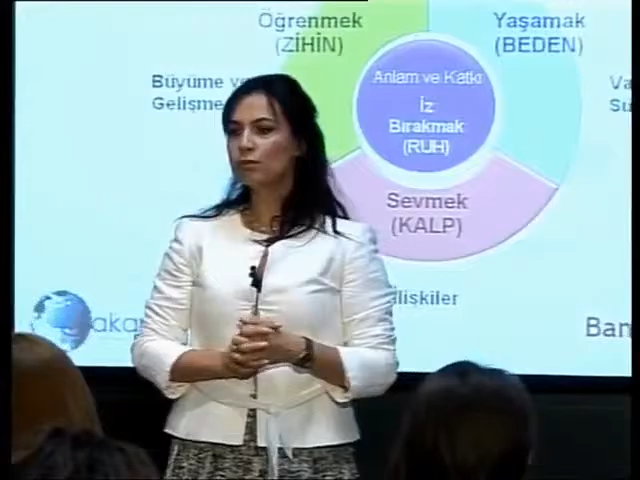 Öğrenmek
(ZİHİN)
Yaşamak
(BEDEN)
Büyüme ve
Gelişme
Anlam ve Katkı
İz
Bırakmak
(RUH)
Sevmek
(KALP)
İlişkiler